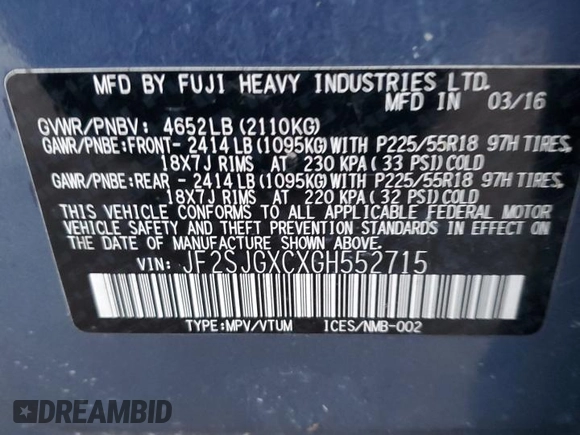 MFD BY FUJI HEAVY INDUSTRIES LTD.
MFD IN 03/16
GVWR/PNBV: 4652LB(2110KG)
GAWR/PNBE:FRONT- 2414LB(1095KG)WITH P225/55R18 97H TIRES,
18X7J RIMS AT 230 KPA( 33 PSI)COLD
GAWR/PNBE:REAR - 2414LB(1095KG)WITH P225/55R18 97H TIRES,
18X7J RIMS AT 220 KPA( 32 PSI)COLD
THIS VEHICLE CONFORMS TO ALL APPLICABLE FEDERAL MOTOR
VEHICLE SAFETY AND THEFT PREVENTION STANDARDS IN EFFECT ON
THE DATE OF MANUFACTURE SHOWN ABOVE.
VIN: JF2SJGXCXGH552715
TYPE:MPV/VTUM ICES/NMB-002
DREAMBID